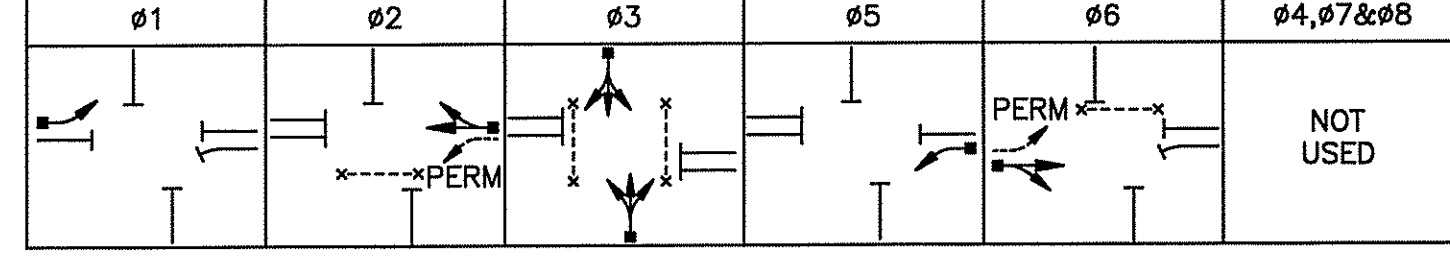 ø1 ø2 ø3 ø5 ø6 ø4,ø7&ø8
PERM
PERM
NOT
USED